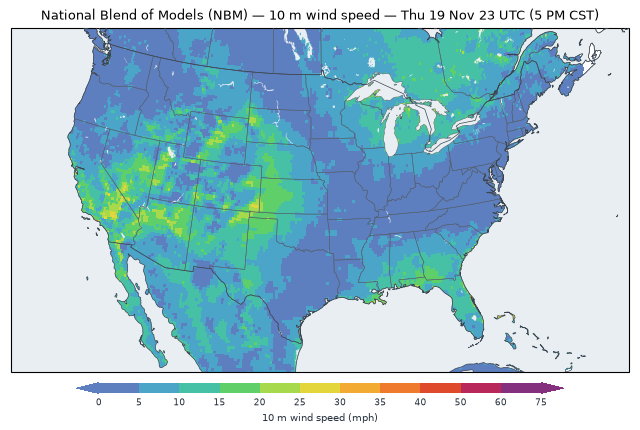 National Blend of Models (NBM) — 10 m wind speed — Thu 19 Nov 23 UTC (5 PM CST)
0 5 10 15 20 25 30 35 40 50 60 75
10 m wind speed (mph)